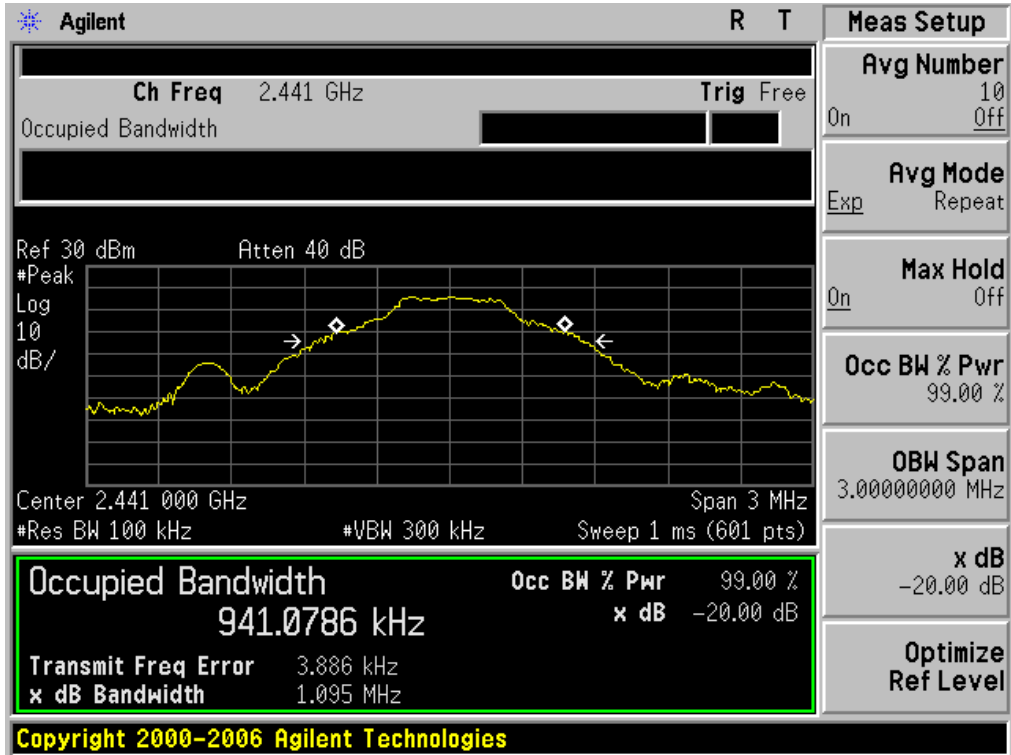 Agilent R T Meas Setup
Ch Freq 2.441 GHz Trig Free
Occupied Bandwidth
Avg Number
10
On Off
Avg Mode
Exp Repeat
Max Hold
On Off
Occ BW % Pwr
99.00 %
OBW Span
3.00000000 MHz
x dB
-20.00 dB
Optimize
Ref Level
Ref 30 dBm Atten 40 dB
#Peak
Log
10
dB/
Center 2.441 000 GHz Span 3 MHz
#Res BW 100 kHz #VBW 300 kHz Sweep 1 ms (601 pts)
Occupied Bandwidth Occ BW % Pwr 99.00 %
941.0786 kHz x dB -20.00 dB
Transmit Freq Error 3.886 kHz
x dB Bandwidth 1.095 MHz
Copyright 2000-2006 Agilent Technologies